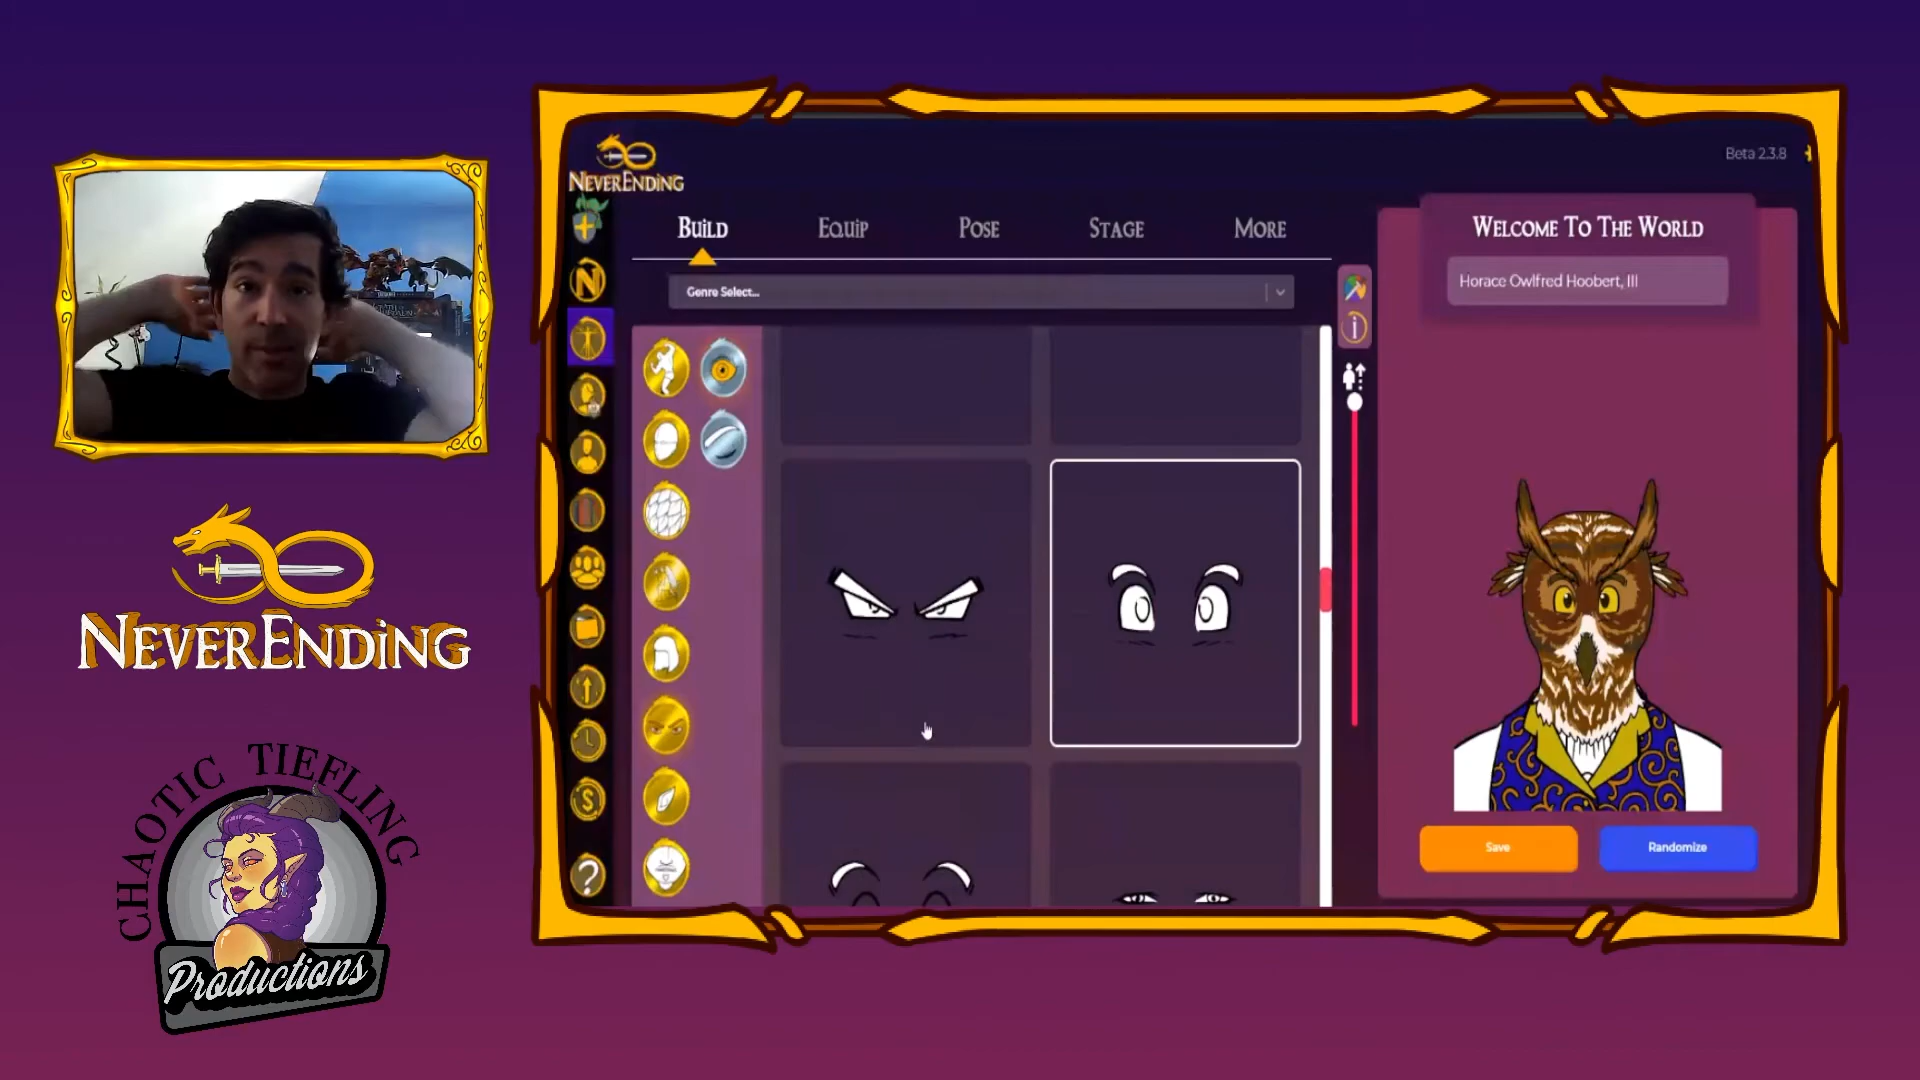 NEVERENDING
Beta 2.3.8
BUILD
EQUIP
POSE
STAGE
MORE
Genre Select...
WELCOME TO THE WORLD
Horace Owlfred Hoobert, III
Save
Randomize
NEVERENDING
CHAOTIC TIEFLING
Productions